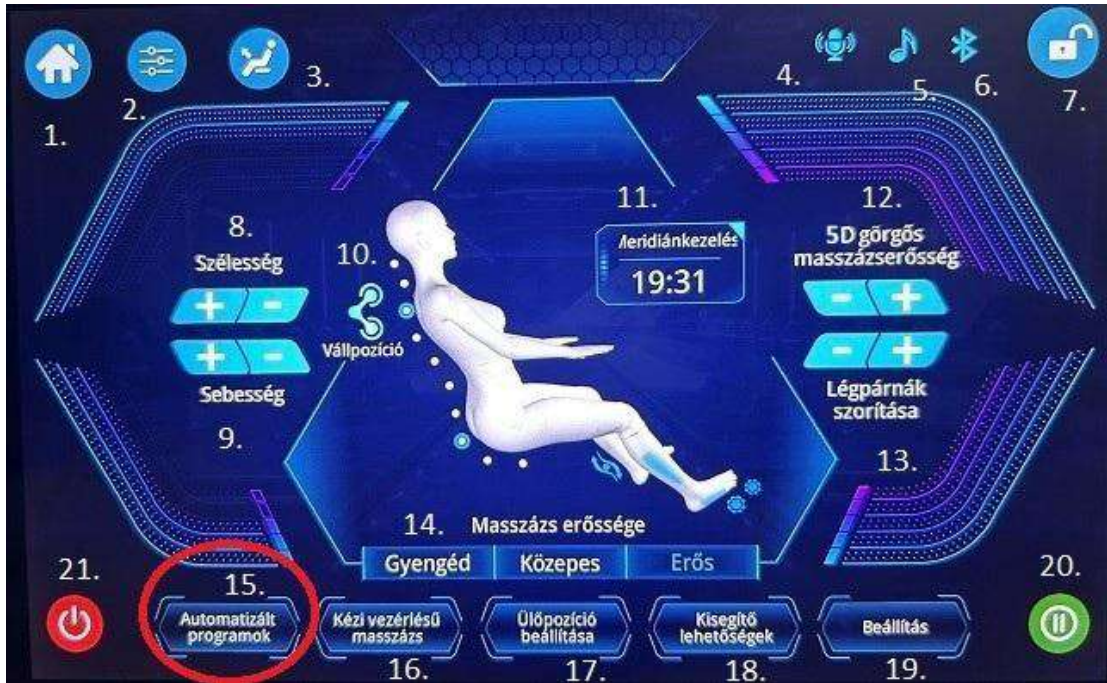 1.
2.
3.
4.
5.
6.
7.
8.
Szélesség
+ -
+ -
Sebesség
9.
10.
Vállpozíció
11.
Meridiánkezelés
19:31
12.
5D görgős
masszázserősség
- +
- +
Légpárnák
szorítása
13.
14. Masszázs erőssége
Gyengéd Közepes Erős
15.
Automatizált
programok
Kézi vezérlésű
masszázs
16.
Ülőpozíció
beállítása
17.
Kisegítő
lehetőségek
18.
Beállítás
19.
20.
21.